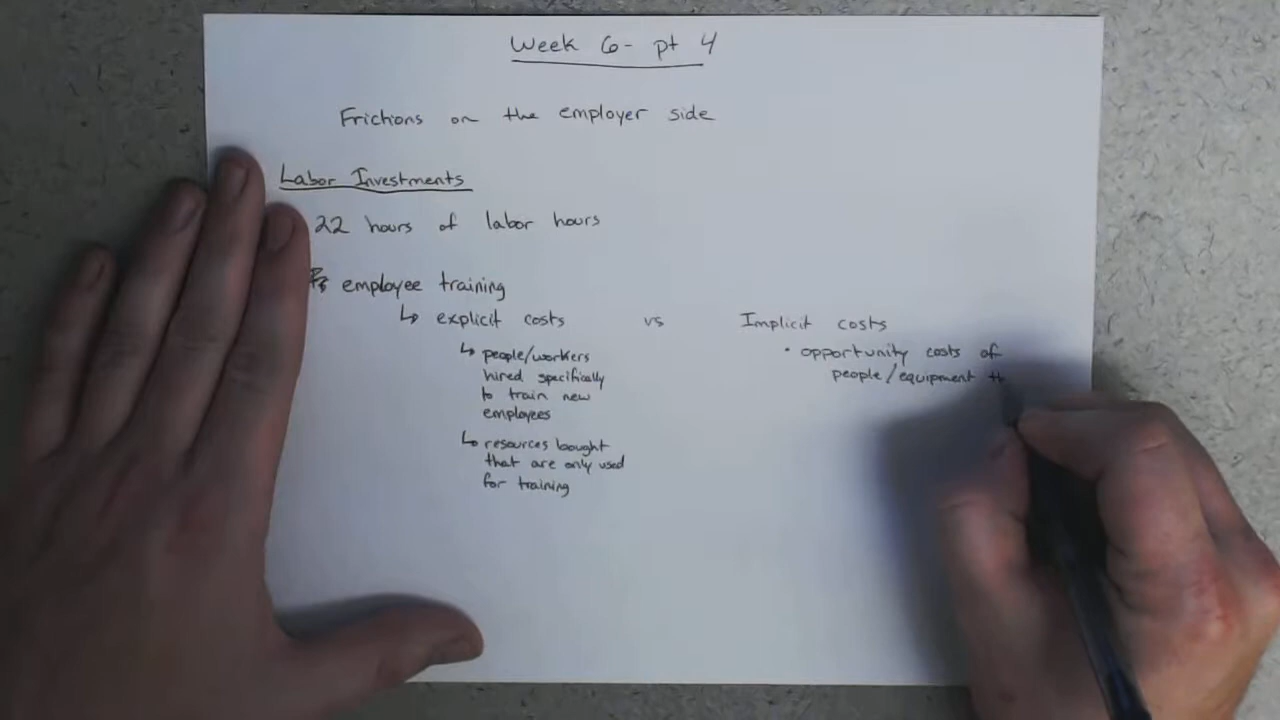 Week 6- pt 4
Frictions on the employer side
Labor Investments
22 hours of labor hours
employee training
↳ explicit costs vs Implicit costs
↳ people/workers
hired specifically
to train new
employees
↳ resources bought
that are only used
for training
• opportunity costs of
people/equipment